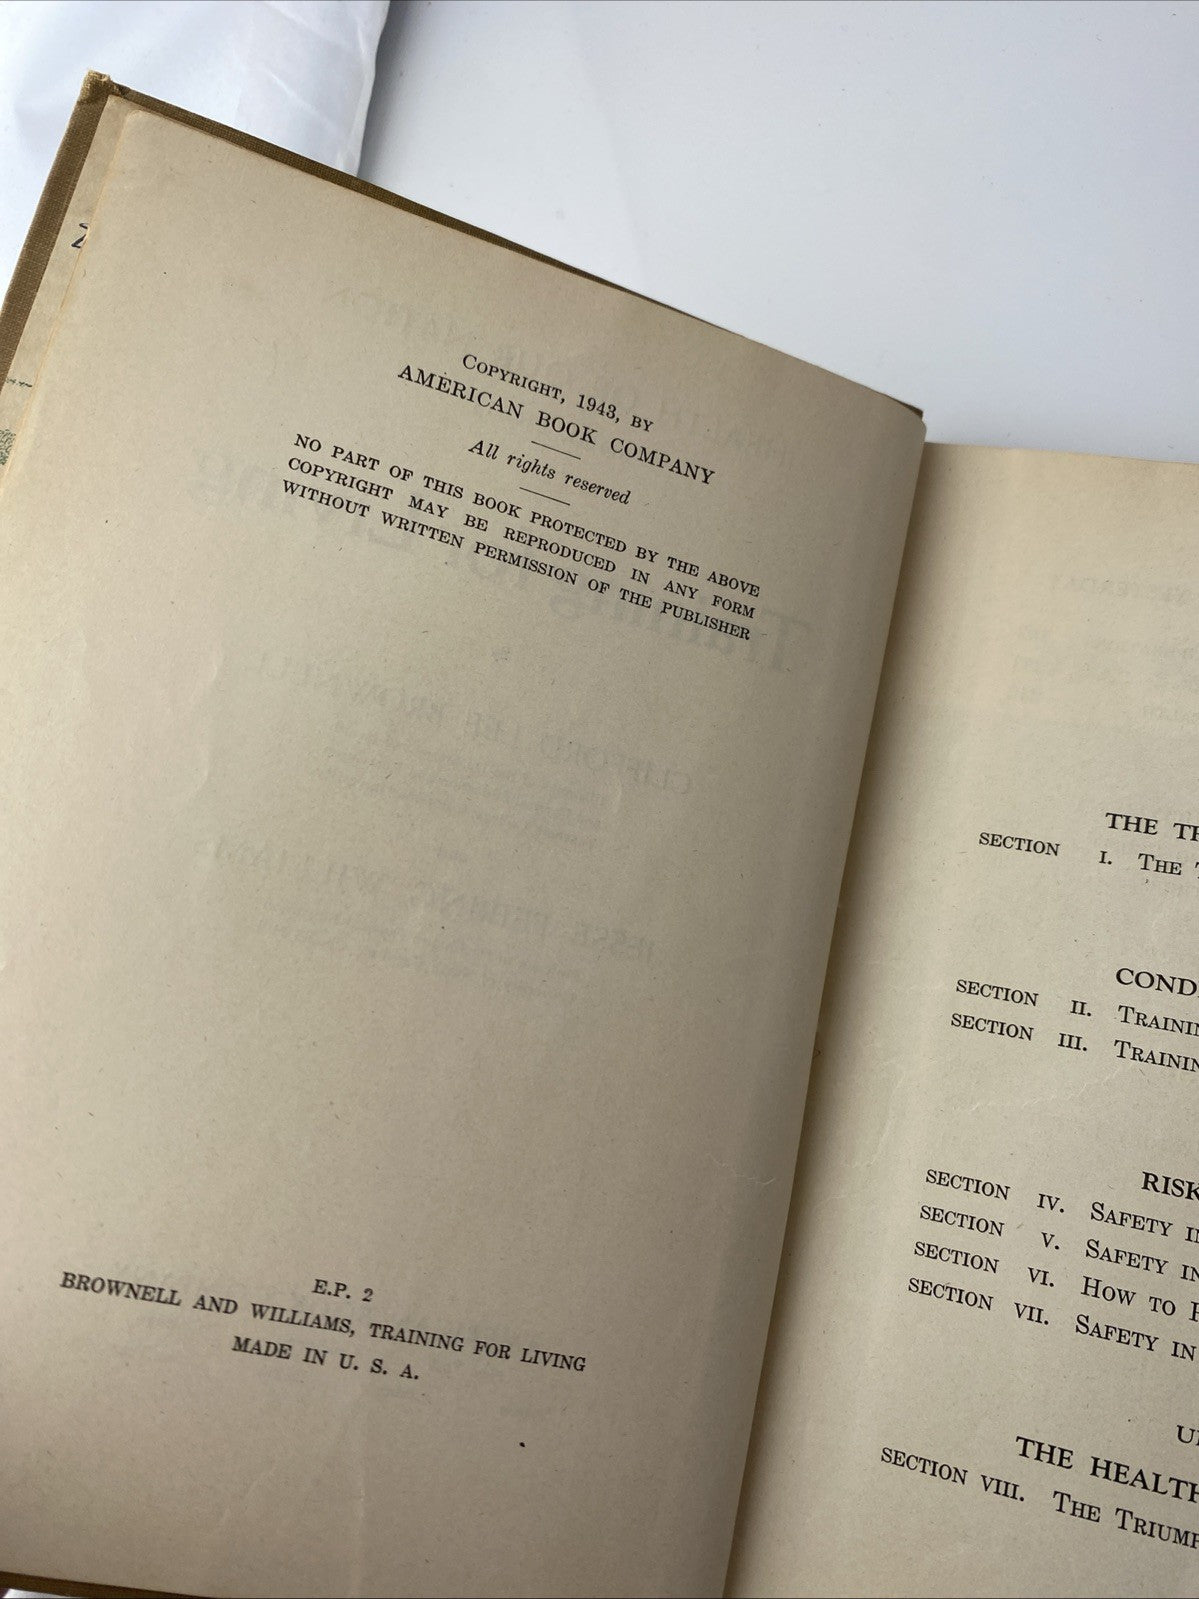 COPYRIGHT, 1943, BY
AMERICAN BOOK COMPANY
All rights reserved
NO PART OF THIS BOOK PROTECTED BY THE ABOVE
COPYRIGHT MAY BE REPRODUCED IN ANY FORM
WITHOUT WRITTEN PERMISSION OF THE PUBLISHER
E.P. 2
BROWNELL AND WILLIAMS, TRAINING FOR LIVING
MADE IN U. S. A.
THE
SECTION I. THE
SECTION II.
SECTION III.
SECTION IV. SAFETY IN
SECTION V. SAFETY IN
SECTION VI. HOW TO
SECTION VII. SAFETY IN
THE
SECTION VIII. THE